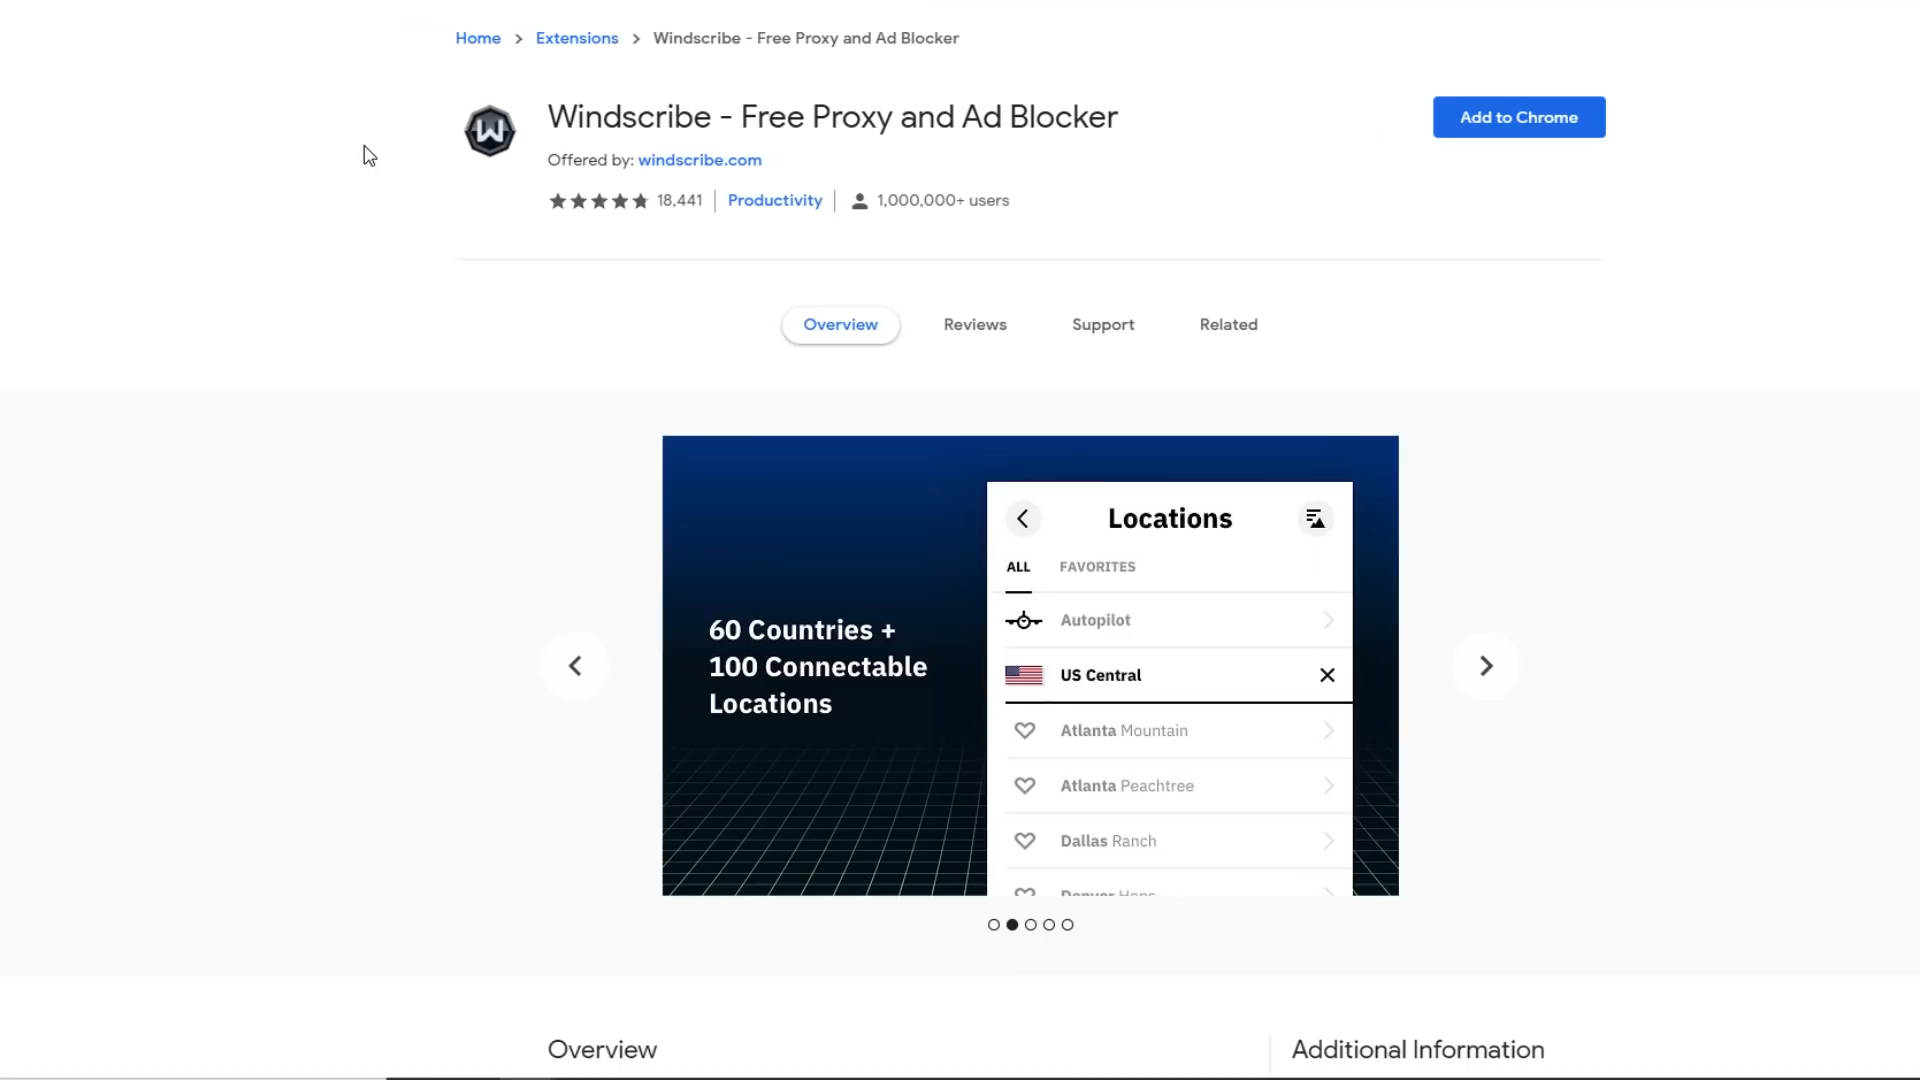 Home > Extensions > Windscribe - Free Proxy and Ad Blocker
W
Windscribe - Free Proxy and Ad Blocker
Add to Chrome
Offered by: windscribe.com
18,441 | Productivity | 1,000,000+ users
Overview
Reviews
Support
Related
60 Countries +
100 Connectable
Locations
Locations
ALL FAVORITES
Autopilot
US Central
Atlanta Mountain
Atlanta Peachtree
Dallas Ranch
Overview
Additional Information